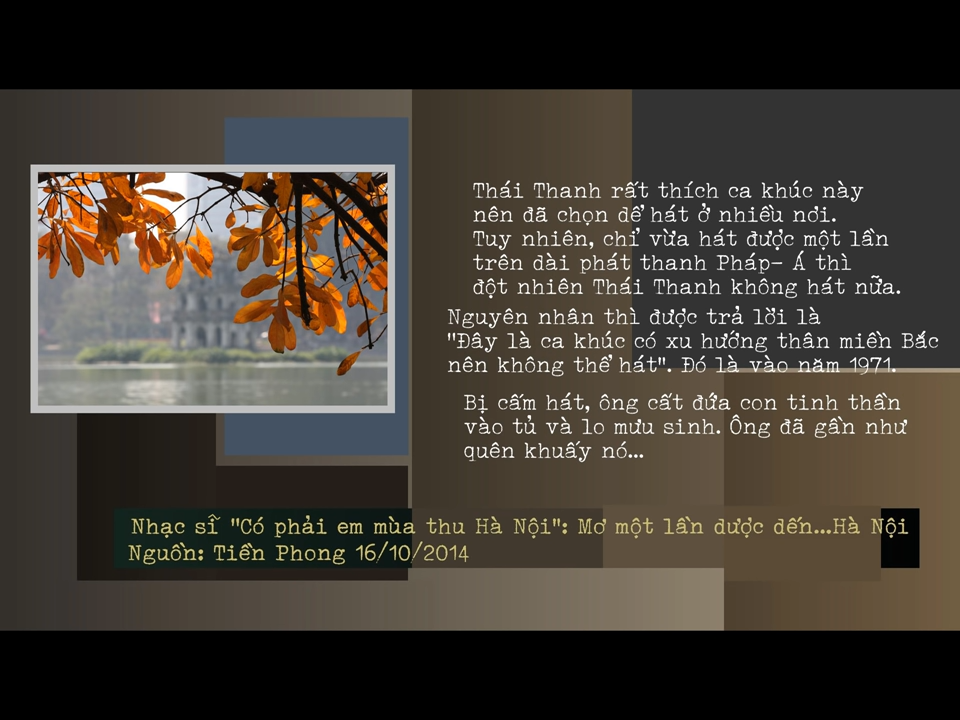 Thái Thanh rất thích ca khúc này
nên đã chọn để hát ở nhiều nơi.
Tuy nhiên, chỉ vừa hát được một lần
trên dài phát thanh Pháp- Á thì
đột nhiên Thái Thanh không hát nữa.
Nguyên nhân thì được trả lời là
"Đây là ca khúc có xu hướng thân miền Bắc
nên không thể hát". Đó là vào năm 1971.
Bị cấm hát, ông cất đứa con tinh thần
vào tủ và lo mưu sinh. Ông đã gần như
quên khuấy nó...
Nhạc sĩ "Có phải em mùa thu Hà Nội": Mơ một lần dược dến...Hà Nội
Nguồn: Tiền Phong 16/10/2014